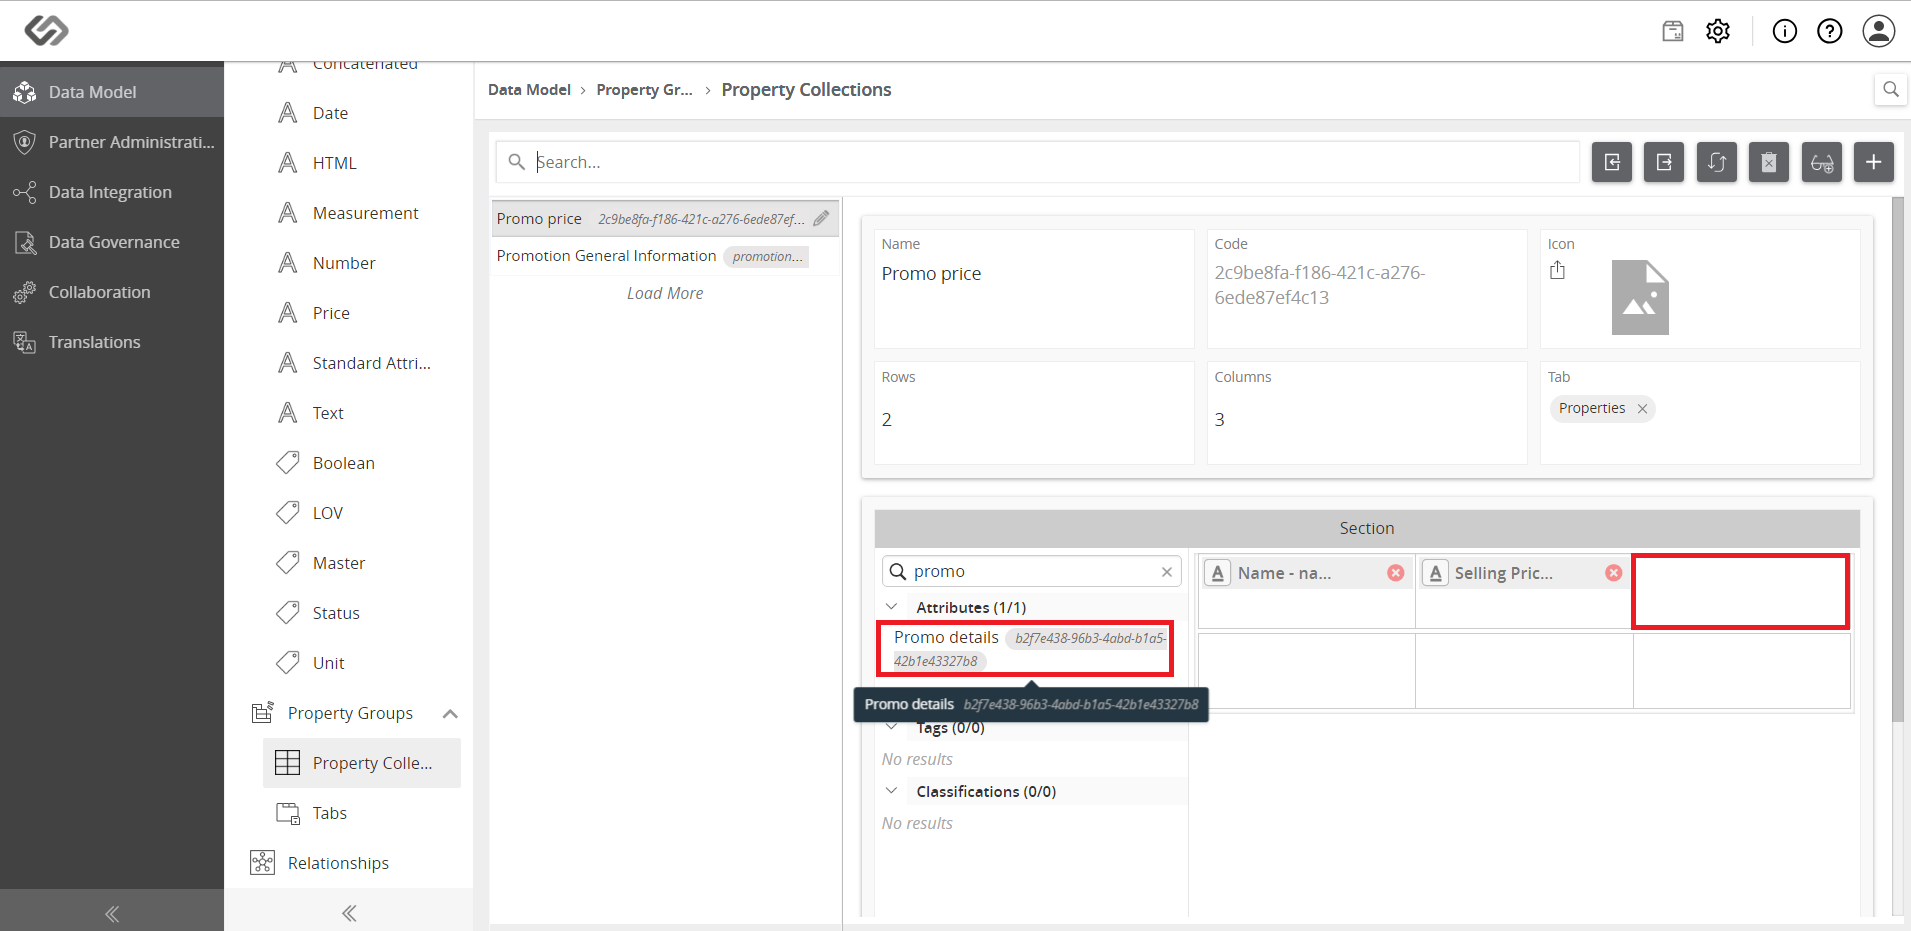 Data Model
Partner Administrati...
Data Integration
Data Governance
Collaboration
Translations
Concatenated
Date
HTML
Measurement
Number
Price
Standard Attri...
Text
Boolean
LOV
Master
Status
Unit
Property Groups
Property Colle...
Tabs
Relationships
Data Model › Property Gr... › Property Collections
Search...
Promo price 2c9be8fa-f186-421c-a276-6ede87ef...
Promotion General Information promotion...
Load More
Name
Promo price
Code
2c9be8fa-f186-421c-a276-
6ede87ef4c13
Icon
Rows
2
Columns
3
Tab
Properties
Section
promo
Attributes (1/1)
Promo details b2f7e438-96b3-4abd-b1a5-
42b1e43327b8
Promo details b2f7e438-96b3-4abd-b1a5-42b1e43327b8
Tags (0/0)
No results
Classifications (0/0)
No results
A Name - na...
A Selling Pric...